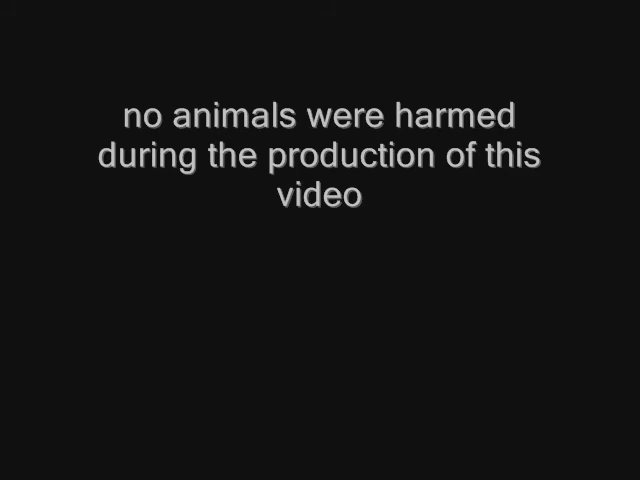 no animals were harmed
during the production of this
video